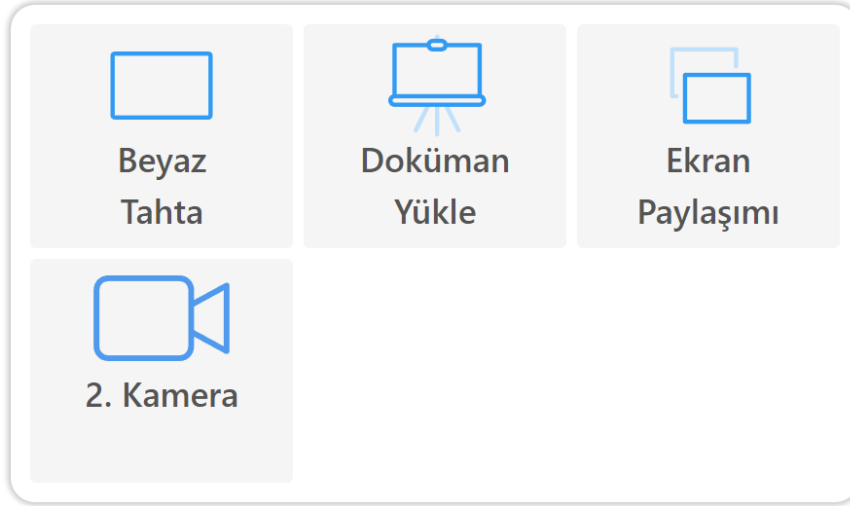 Beyaz
Tahta
Doküman
Yükle
Ekran
Paylaşımı
2. Kamera